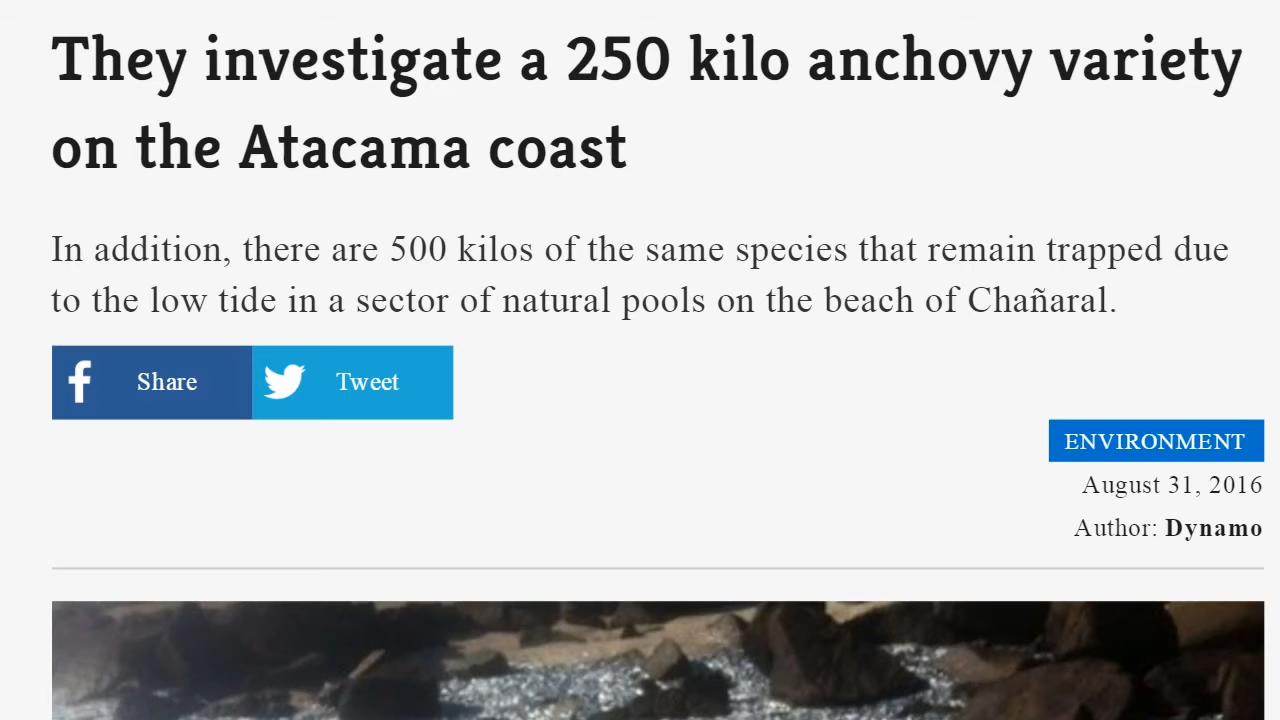 They investigate a 250 kilo anchovy variety
on the Atacama coast
In addition, there are 500 kilos of the same species that remain trapped due
to the low tide in a sector of natural pools on the beach of Chañaral.
Share Tweet
ENVIRONMENT
August 31, 2016
Author: Dynamo